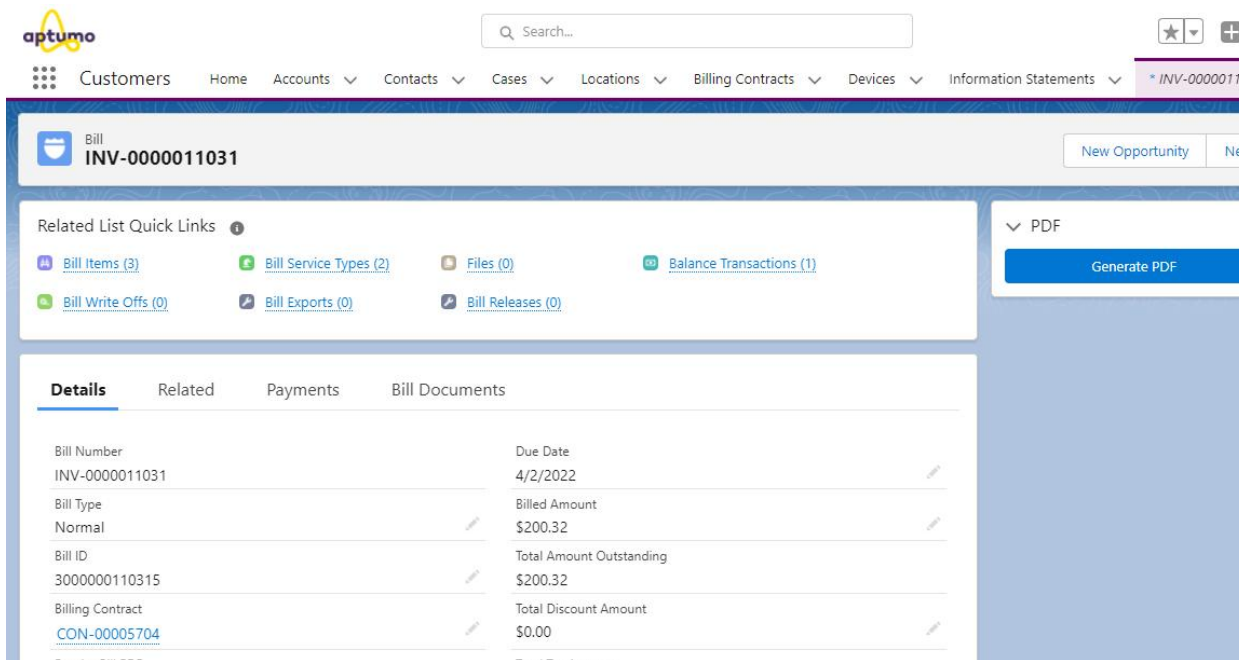 aptumo
Search...
Customers Home Accounts Contacts Cases Locations Billing Contracts Devices Information Statements * INV-0000011
Bill
INV-0000011031
New Opportunity Ne
Related List Quick Links
PDF
Bill Items (3) Bill Service Types (2) Files (0) Balance Transactions (1)
Generate PDF
Bill Write Offs (0) Bill Exports (0) Bill Releases (0)
Details Related Payments Bill Documents
Bill Number Due Date
INV-0000011031 4/2/2022
Bill Type Billed Amount
Normal $200.32
Bill ID Total Amount Outstanding
3000000110315 $200.32
Billing Contract Total Discount Amount
CON-00005704 $0.00